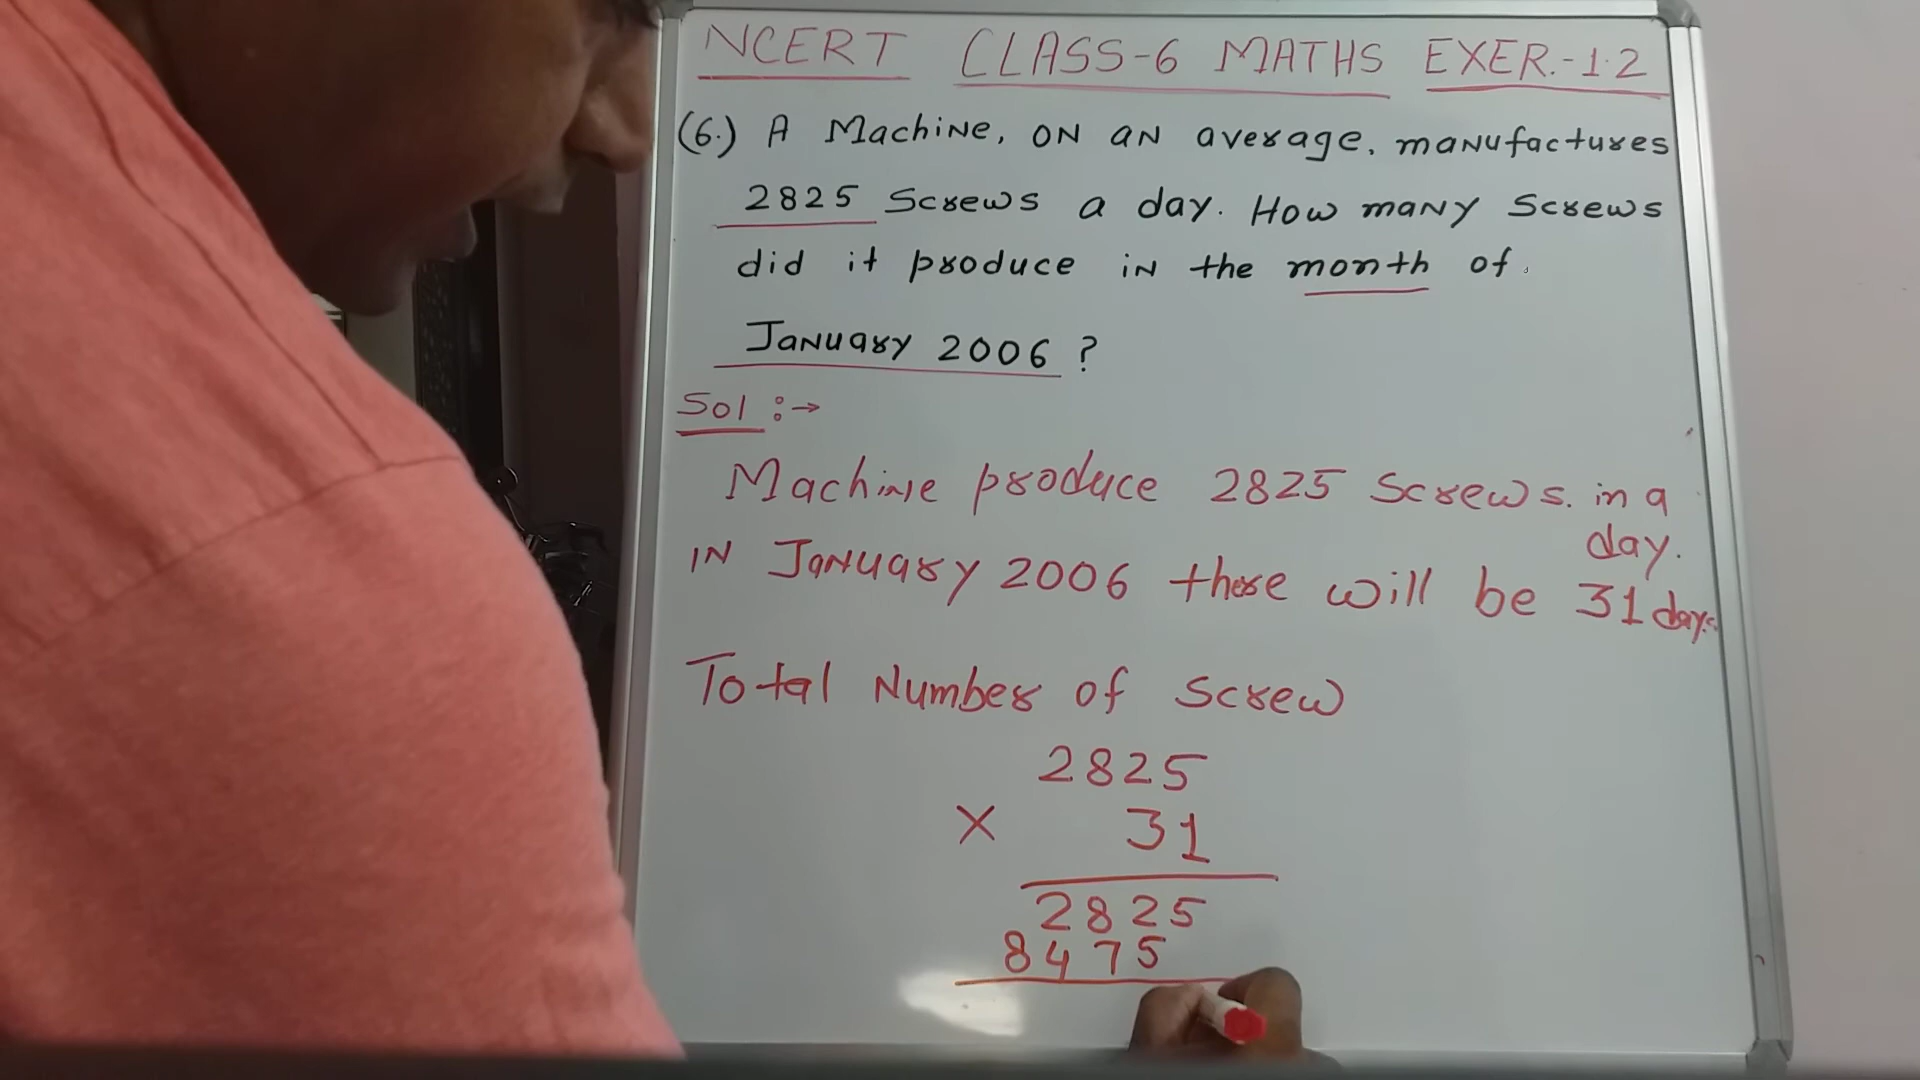 NCERT CLASS-6 MATHS EXER.-1.2
(6.) A Machine, ON AN average, manufactures
2825 Screws a day. How many Screws
did it produce in the month of.
January 2006 ?
Sol :→
Machine produce 2825 Screws. in a
day.
IN January 2006 there will be 31 days.
Total Number of Screw
2825
× 31
2825
8475